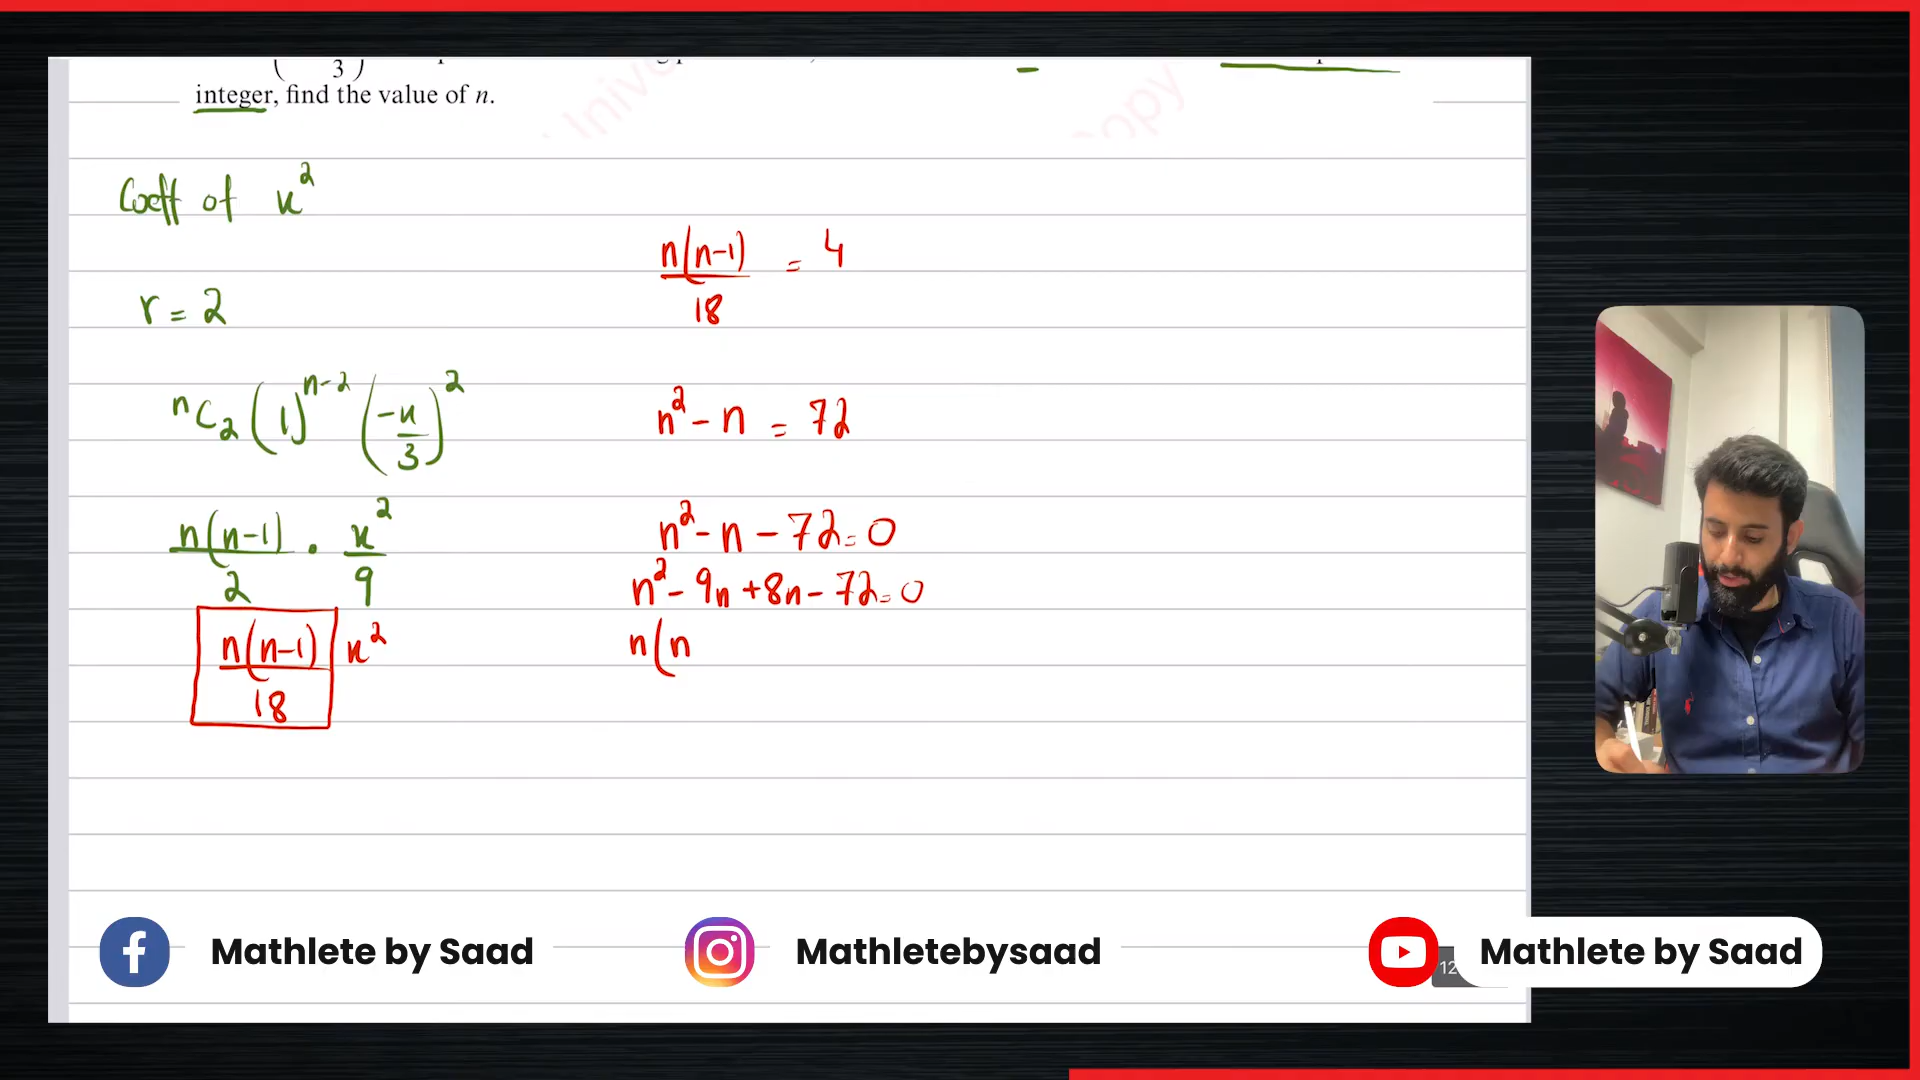 ( 3 )
integer, find the value of n.
Coeff of x²
r = 2
ⁿC₂ (1)ⁿ⁻² (-x/3)²
n(n-1)/2 · x²/9
n(n-1)/18 x²
n(n-1)/18 = 4
n² - n = 72
n² - n - 72 = 0
n² - 9n + 8n - 72 = 0
n(n
Mathlete by Saad
Mathletebysaad
12
Mathlete by Saad